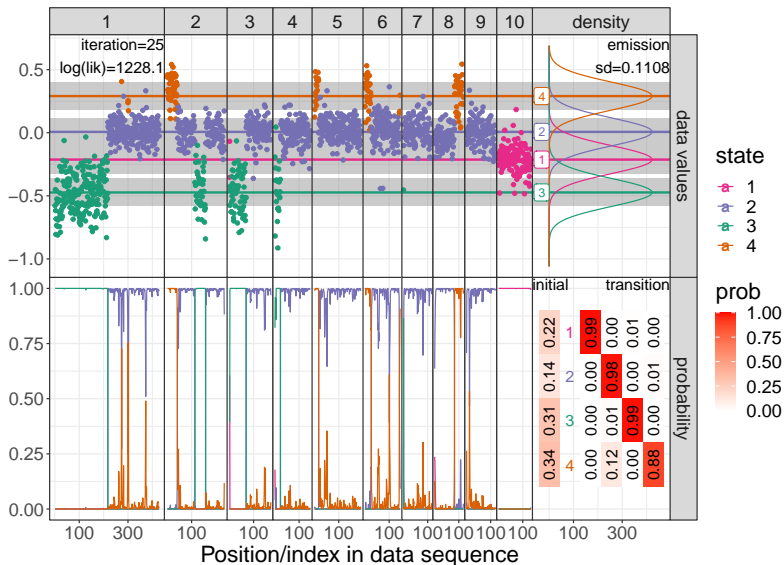 1 2 3 4 5 6 7 8 9 10 density
iteration=25 emission
log(lik)=1228.1 sd=0.1108
0.5
0.0
−0.5
−1.0
4
2
1
3
data values
state
a 1
a 2
a 3
a 4
1.00
0.75
0.50
0.25
0.00
initial transition
0.22 1 0.99 0.00 0.01 0.00
0.14 2 0.00 0.98 0.00 0.01
0.31 3 0.00 0.01 0.99 0.00
0.34 4 0.00 0.12 0.00 0.88
probability
prob
1.00
0.75
0.50
0.25
0.00
100 300 100 100 100 100 100 100 100 100 100 100 300
Position/index in data sequence